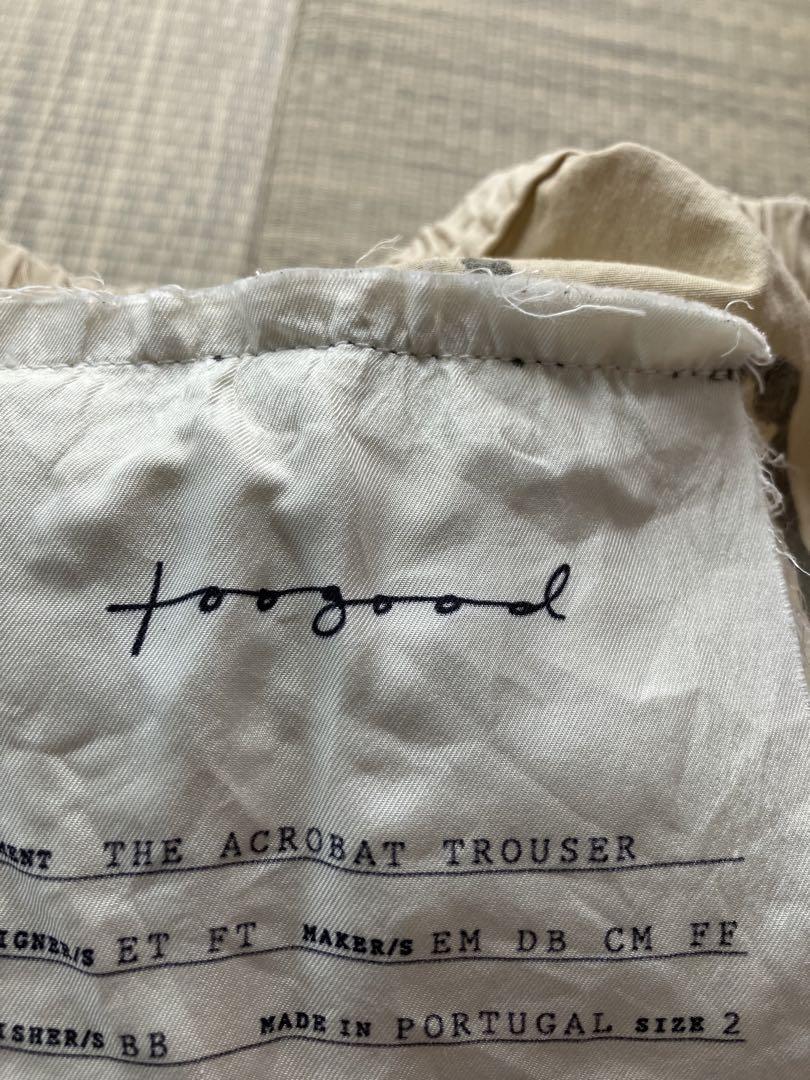 toogood
THE ACROBAT TROUSER
ET FT MAKER/S EM DB CM FF
BB MADE IN PORTUGAL SIZE 2